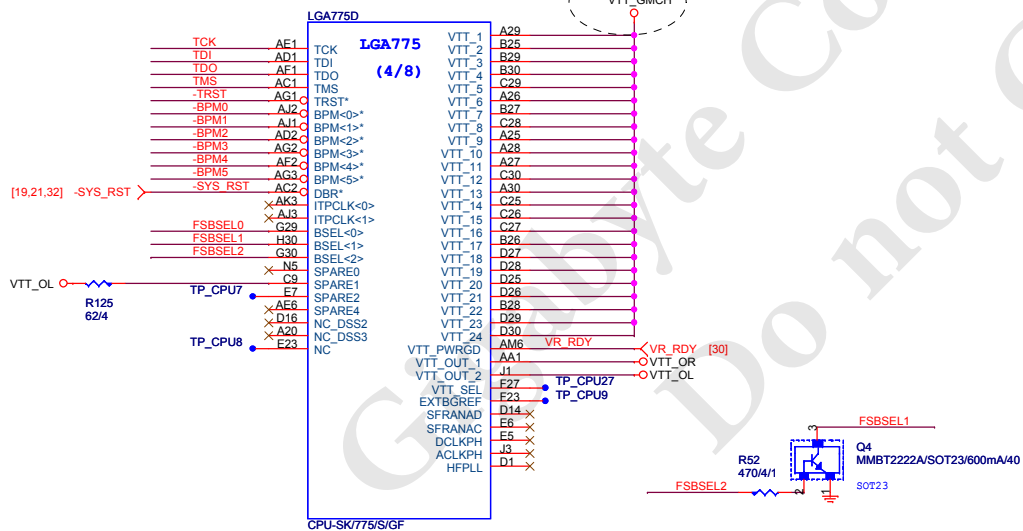 VTT_GMCH
LGA775D
LGA775
(4/8)
TCK AE1 TCK
TDI AD1 TDI
TDO AF1 TDO
TMS AC1 TMS
-TRST AG1 TRST*
-BPM0 AJ2 BPM<0>*
-BPM1 AJ1 BPM<1>*
-BPM2 AD2 BPM<2>*
-BPM3 AG2 BPM<3>*
-BPM4 AF2 BPM<4>*
-BPM5 AG3 BPM<5>*
[19,21,32] -SYS_RST -SYS_RST AC2 DBR*
AK3 ITPCLK<0>
AJ3 ITPCLK<1>
FSBSEL0 G29 BSEL<0>
FSBSEL1 H30 BSEL<1>
FSBSEL2 G30 BSEL<2>
N5 SPARE0
VTT_OL C9 SPARE1
R125
62/4
TP_CPU7 E7 SPARE2
AE6 SPARE4
D16 NC_DSS2
A20 NC_DSS3
TP_CPU8 E23 NC
VTT_1 A29
VTT_2 B25
VTT_3 B29
VTT_4 B30
VTT_5 C29
VTT_6 A26
VTT_7 B27
VTT_8 C28
VTT_9 A25
VTT_10 A28
VTT_11 A27
VTT_12 C30
VTT_13 A30
VTT_14 C25
VTT_15 C26
VTT_16 C27
VTT_17 B26
VTT_18 D27
VTT_19 D28
VTT_20 D25
VTT_21 D26
VTT_22 B28
VTT_23 D29
VTT_24 D30
VTT_PWRGD AM6 VR_RDY VR_RDY [30]
VTT_OUT_1 AA1 VTT_OR
VTT_OUT_2 J1 VTT_OL
VTT_SEL F27 TP_CPU27
EXTBGREF F23 TP_CPU9
SFRANAD D14
SFRANAC E6
DCLKPH E5
ACLKPH J3
HFPLL D1
CPU-SK/775/S/GF
FSBSEL1
3
Q4
MMBT2222A/SOT23/600mA/40
SOT23
R52
470/4/1
FSBSEL2
2
1
Gigabyte Co
Do not C